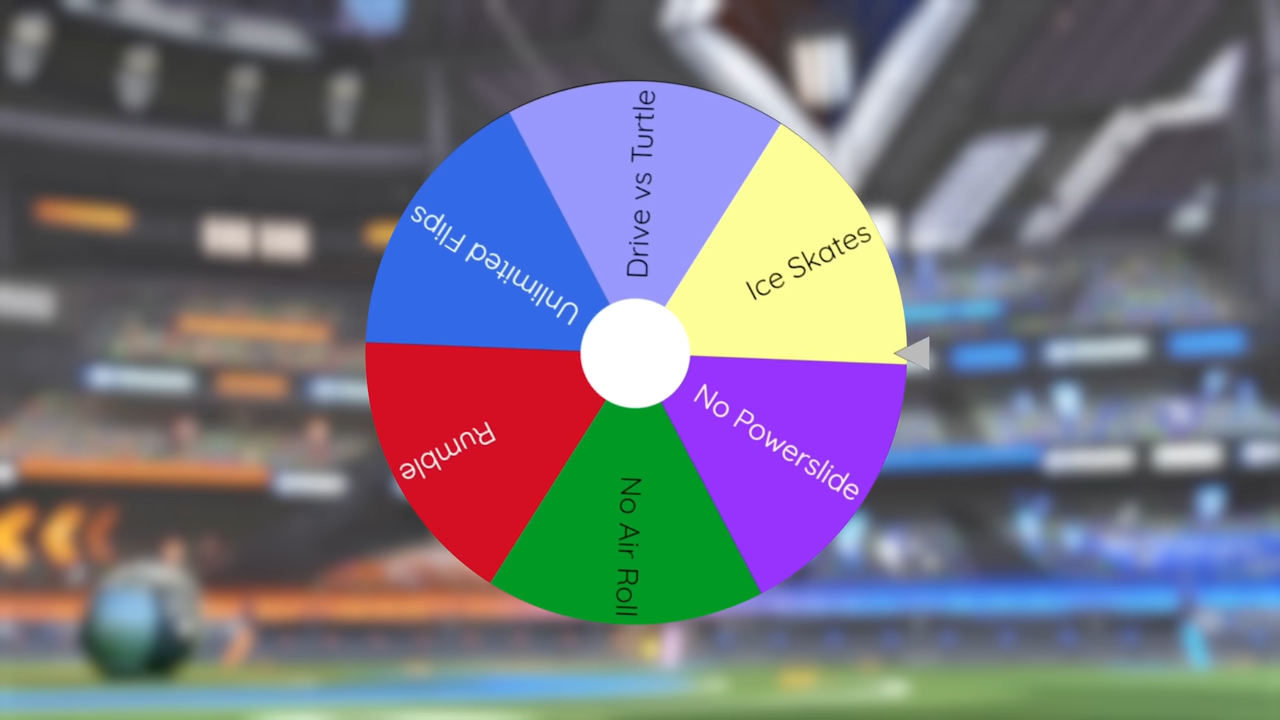 Drive vs Turtle
Ice Skates
No Powerslide
No Air Roll
Rumble
Unlimited Flips